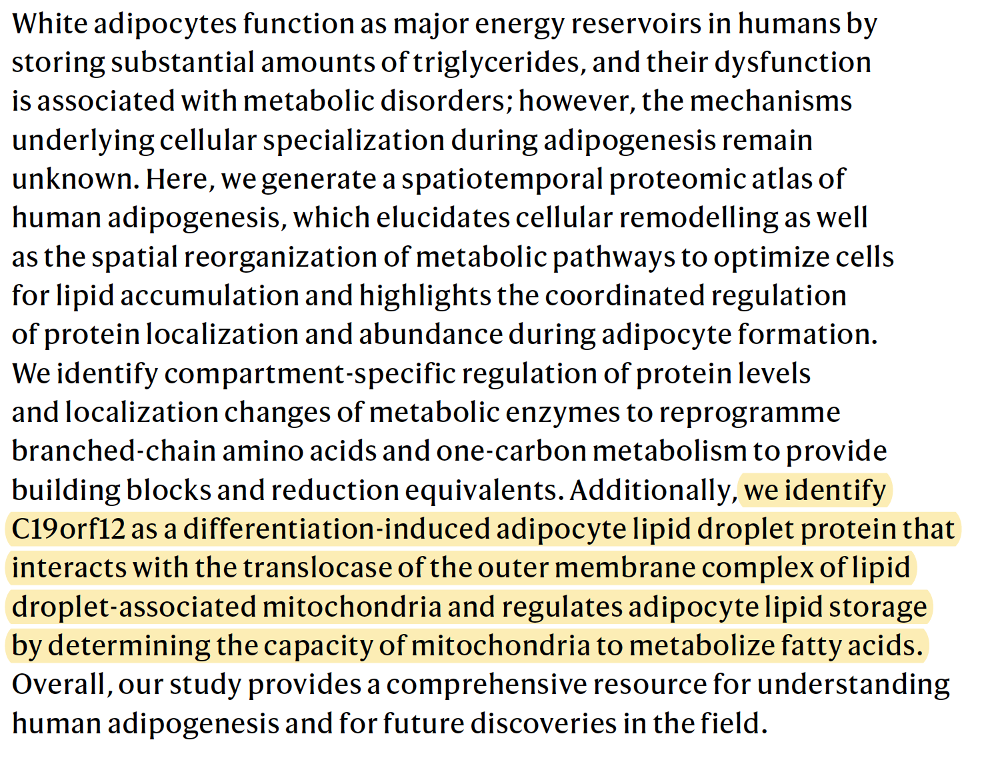 White adipocytes function as major energy reservoirs in humans by
storing substantial amounts of triglycerides, and their dysfunction
is associated with metabolic disorders; however, the mechanisms
underlying cellular specialization during adipogenesis remain
unknown. Here, we generate a spatiotemporal proteomic atlas of
human adipogenesis, which elucidates cellular remodelling as well
as the spatial reorganization of metabolic pathways to optimize cells
for lipid accumulation and highlights the coordinated regulation
of protein localization and abundance during adipocyte formation.
We identify compartment-specific regulation of protein levels
and localization changes of metabolic enzymes to reprogramme
branched-chain amino acids and one-carbon metabolism to provide
building blocks and reduction equivalents. Additionally, we identify
C19orf12 as a differentiation-induced adipocyte lipid droplet protein that
interacts with the translocase of the outer membrane complex of lipid
droplet-associated mitochondria and regulates adipocyte lipid storage
by determining the capacity of mitochondria to metabolize fatty acids.
Overall, our study provides a comprehensive resource for understanding
human adipogenesis and for future discoveries in the field.